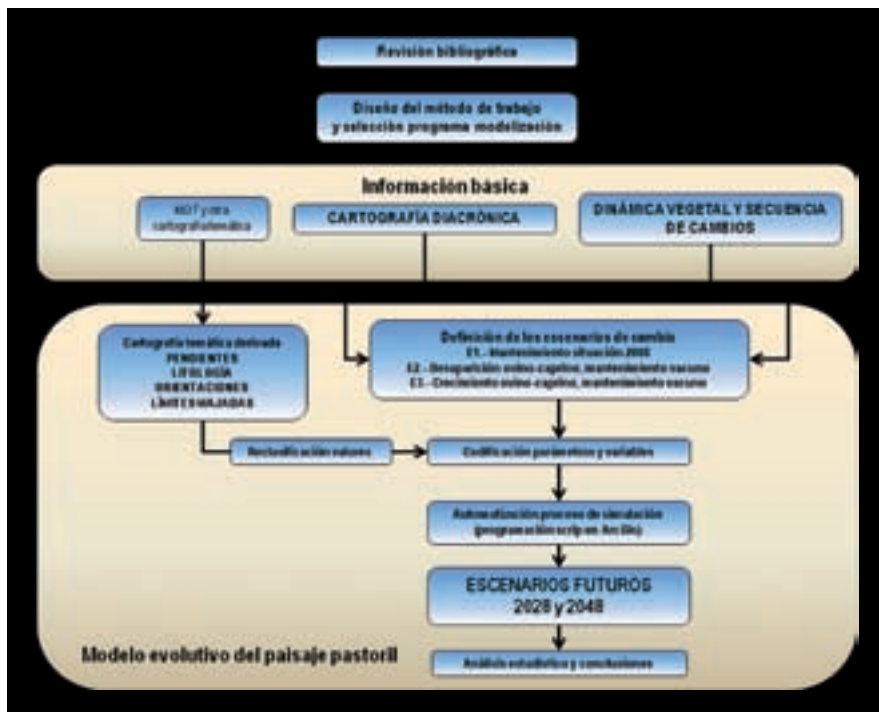 Revisión bibliográfica
Diseño del método de trabajo
y selección programa modelización
Información básica
MDT y otra
cartografía temática
CARTOGRAFÍA DIACRÓNICA
DINÁMICA VEGETAL Y SECUENCIA
DE CAMBIOS
Cartografía temática derivada
PENDIENTES
LITOLOGÍA
ORIENTACIONES
LÍMITES MAJADAS
Definición de los escenarios de cambio
E1.- Mantenimiento situación
E2.- Desaparición ovino-caprino, mantenimiento vacuno
E3.- Crecimiento ovino-caprino, mantenimiento vacuno
Reclasificación valores
Codificación parámetros y variables
Automatización proceso de simulación
(programación scrip en ArcGis)
ESCENARIOS FUTUROS
2028 y 2048
Modelo evolutivo del paisaje pastoril
Análisis estadístico y conclusiones